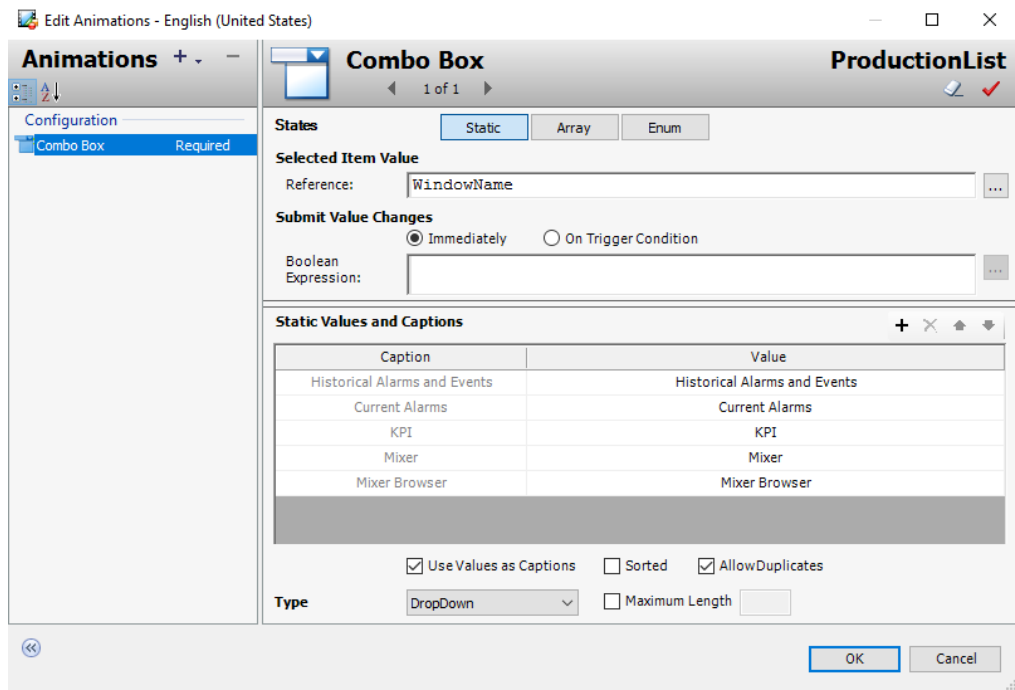 Edit Animations - English (United States)
Animations
Combo Box
ProductionList
1 of 1
Configuration
Combo Box Required
States Static Array Enum
Selected Item Value
Reference: WindowName ...
Submit Value Changes
Immediately On Trigger Condition
Boolean
Expression: ...
Static Values and Captions
Caption Value
Historical Alarms and Events Historical Alarms and Events
Current Alarms Current Alarms
KPI KPI
Mixer Mixer
Mixer Browser Mixer Browser
Use Values as Captions Sorted Allow Duplicates
Type DropDown Maximum Length
OK Cancel